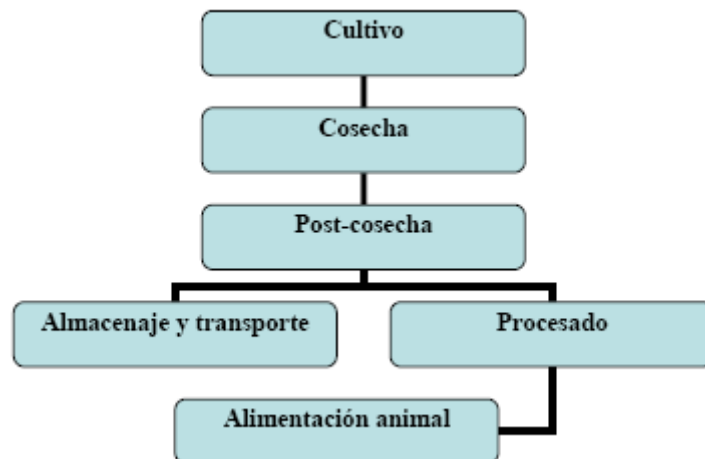 Cultivo
Cosecha
Post-cosecha
Almacenaje y transporte
Procesado
Alimentación animal